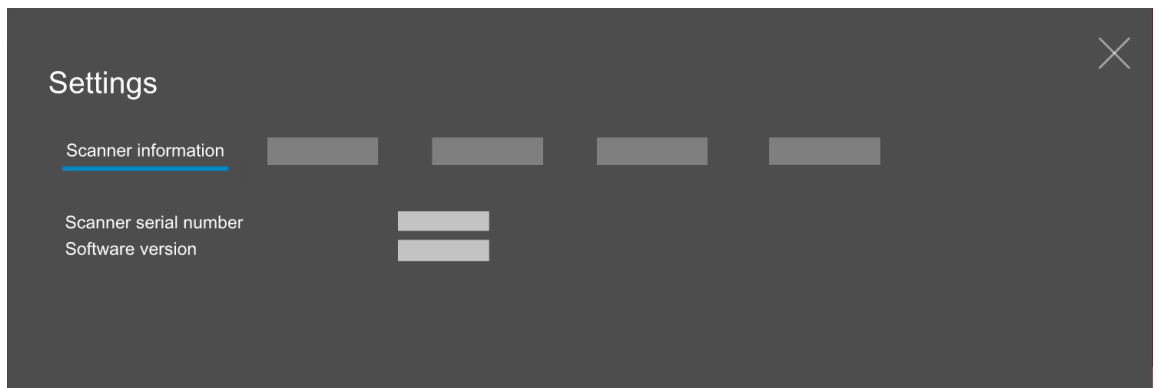 Settings
Scanner information
Scanner serial number
Software version